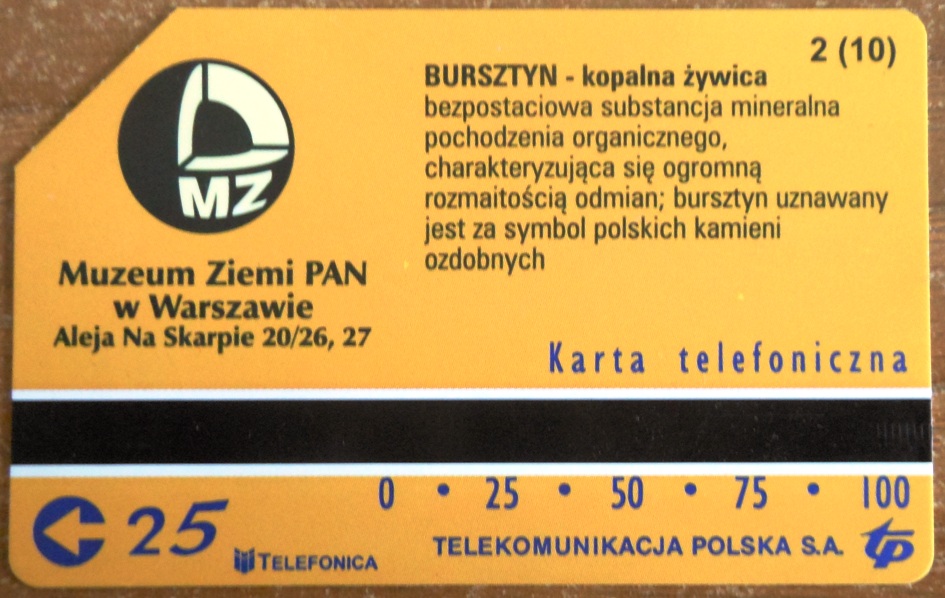 2 (10)
BURSZTYN - kopalna żywica
bezpostaciowa substancja mineralna
pochodzenia organicznego,
charakteryzująca się ogromną
rozmaitością odmian; bursztyn uznawany
jest za symbol polskich kamieni
ozdobnych
MZ
Muzeum Ziemi PAN
w Warszawie
Aleja Na Skarpie 20/26, 27
Karta telefoniczna
0 • 25 • 50 • 75 • 100
25
TELEFONICA
TELEKOMUNIKACJA POLSKA S.A.
tp